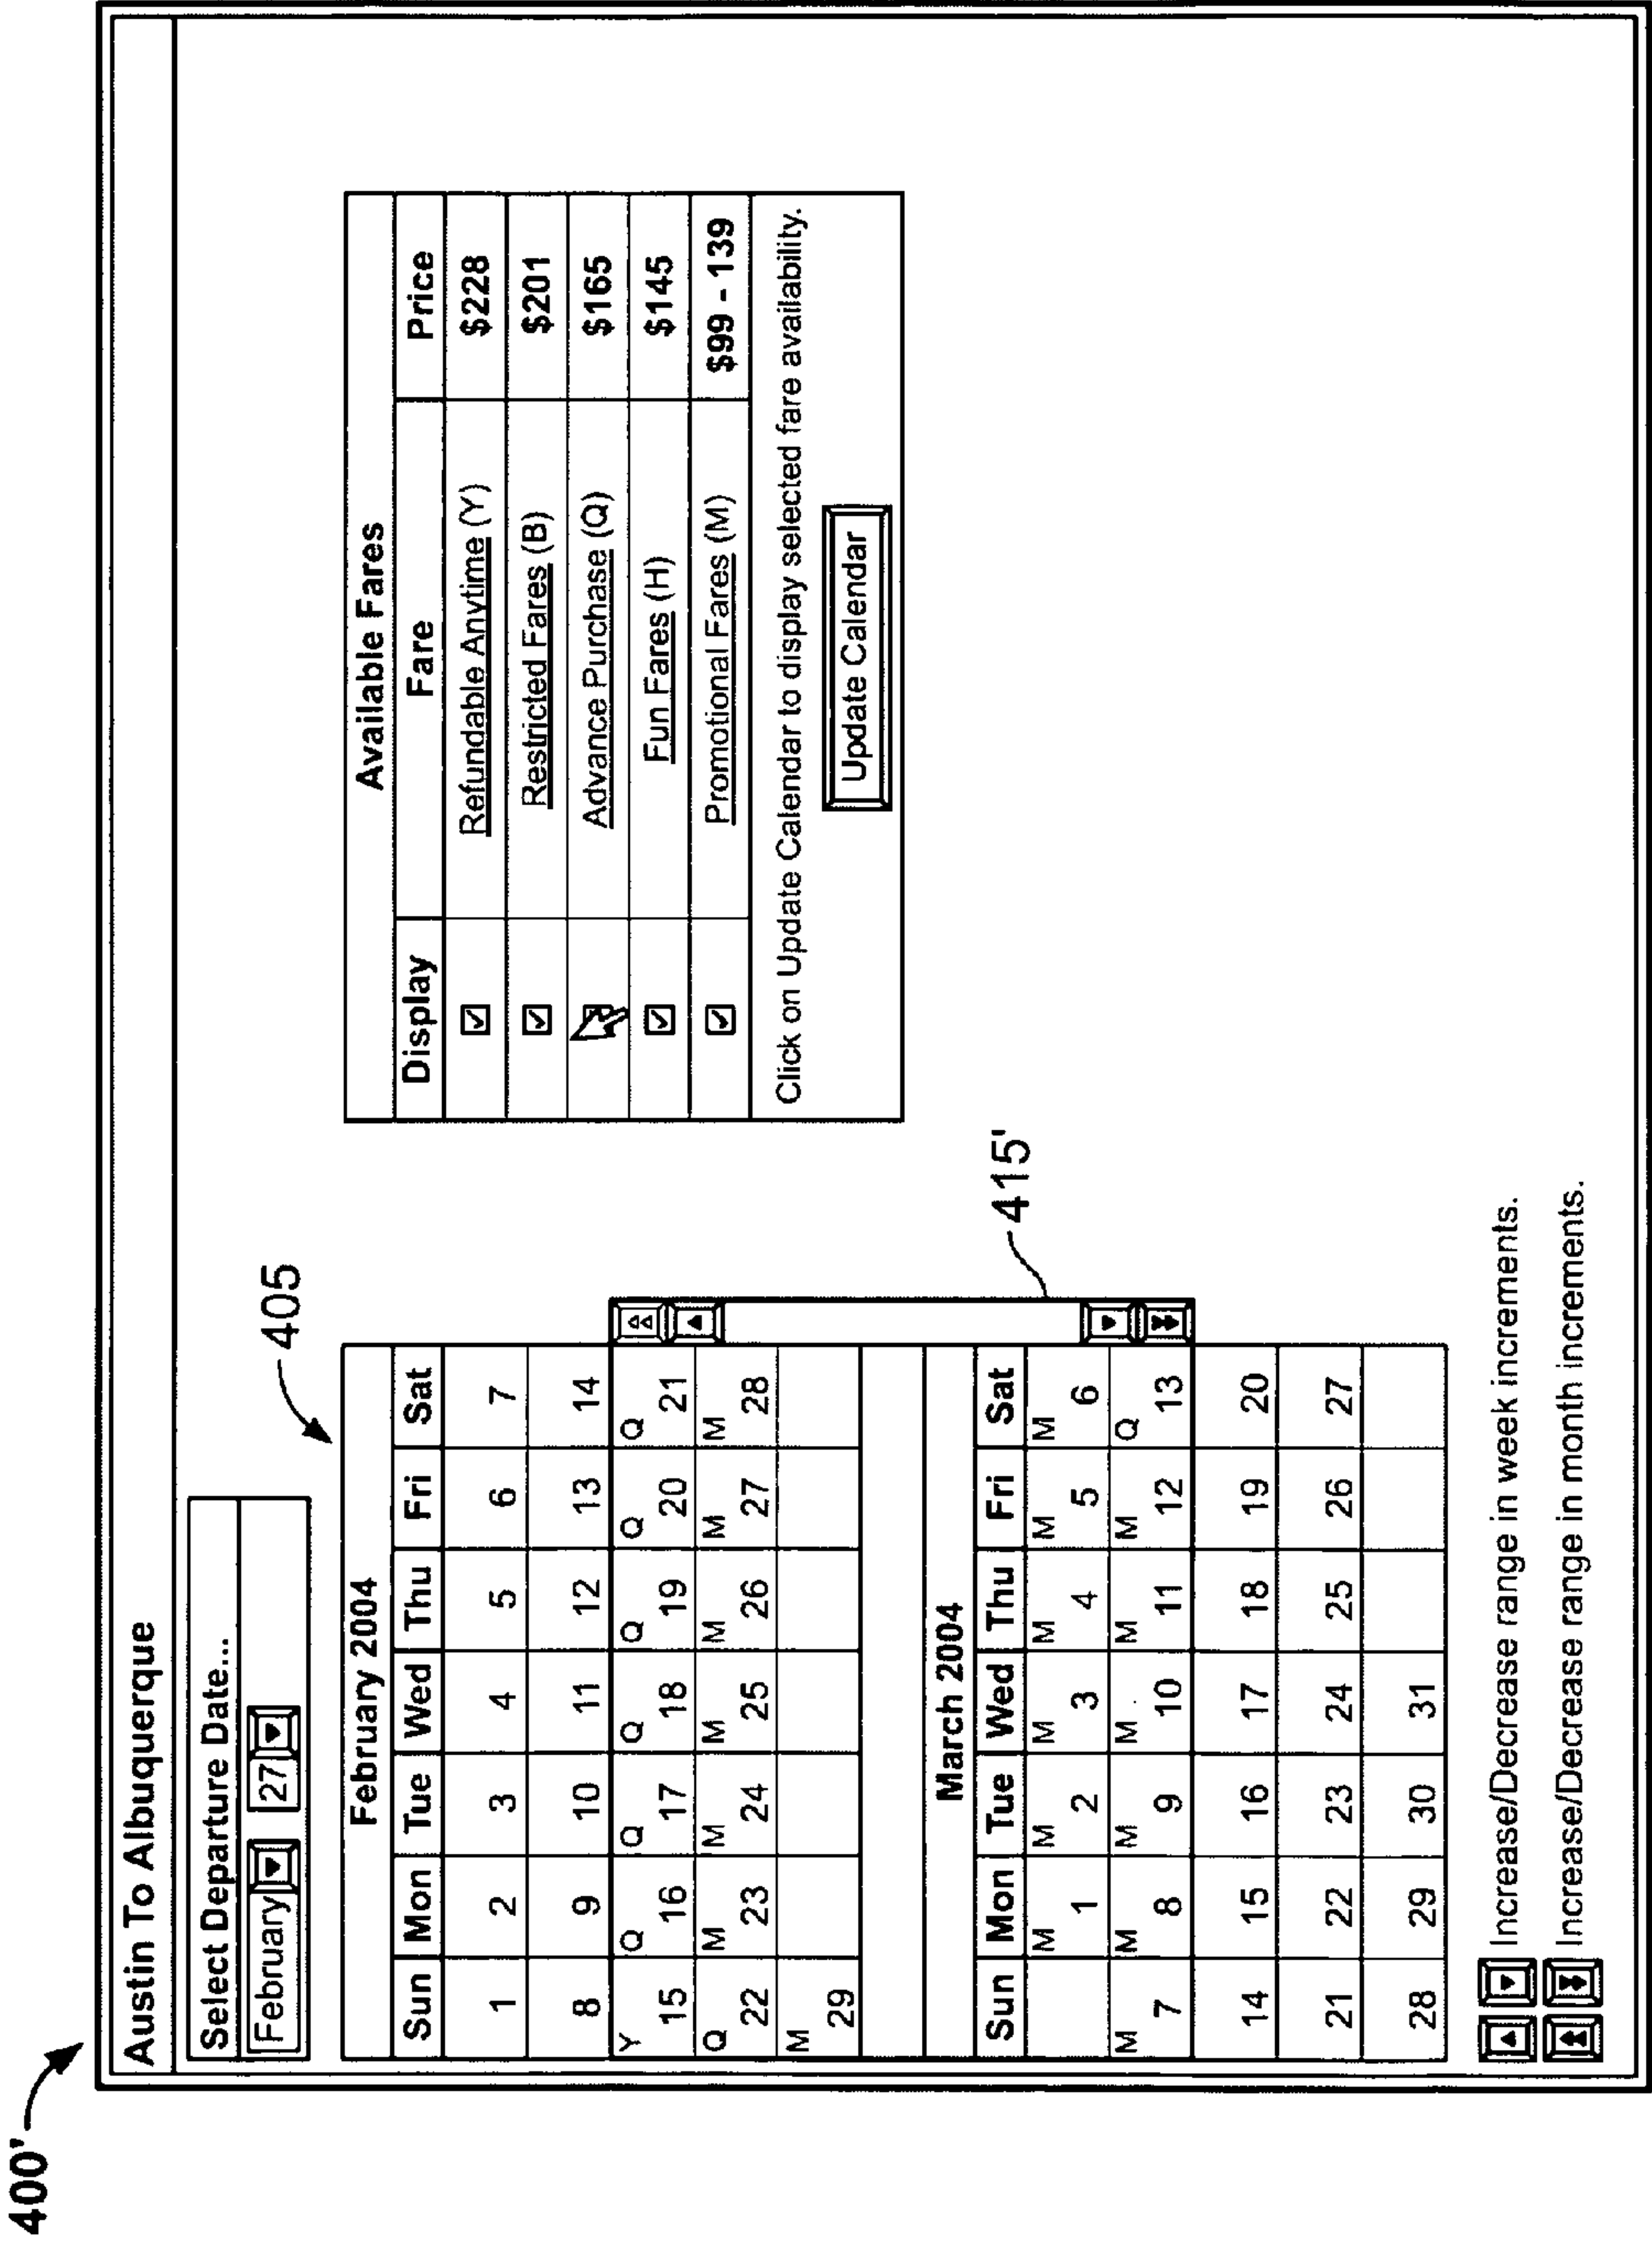 400'
Austin To Albuquerque
Select Departure Date...
February 27
405
February 2004
Sun Mon Tue Wed Thu Fri Sat
1 2 3 4 5 6 7
8 9 10 11 12 13 14
Y 15 Q 16 Q 17 Q 18 Q 19 Q 20 Q 21
Q 22 M 23 M 24 M 25 M 26 M 27 M 28
M 29
March 2004
Sun Mon Tue Wed Thu Fri Sat
M 1 M 2 M 3 M 4 M 5 M 6
M 7 M 8 M 9 M 10 M 11 M 12 Q 13
14 15 16 17 18 19 20
21 22 23 24 25 26 27
28 29 30 31
415'
Increase/Decrease range in week increments.
Increase/Decrease range in month increments.
Available Fares
Display Fare Price
Refundable Anytime (Y) $228
Restricted Fares (B) $201
Advance Purchase (Q) $165
Fun Fares (H) $145
Promotional Fares (M) $99 - 139
Click on Update Calendar to display selected fare availability.
Update Calendar